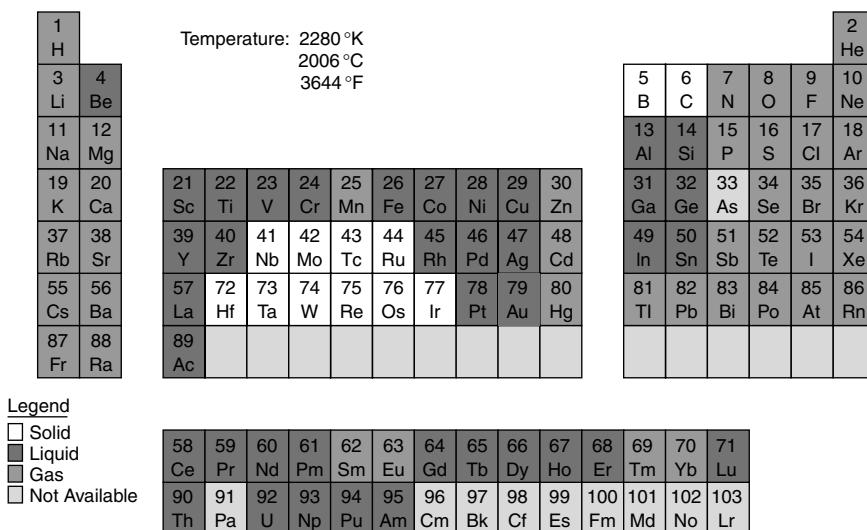 1 2
H Temperature: 2280 °K He
2006 °C
3644 °F
3 4 5 6 7 8 9 10
Li Be B C N O F Ne
11 12 13 14 15 16 17 18
Na Mg Al Si P S Cl Ar
19 20 21 22 23 24 25 26 27 28 29 30 31 32 33 34 35 36
K Ca Sc Ti V Cr Mn Fe Co Ni Cu Zn Ga Ge As Se Br Kr
37 38 39 40 41 42 43 44 45 46 47 48 49 50 51 52 53 54
Rb Sr Y Zr Nb Mo Tc Ru Rh Pd Ag Cd In Sn Sb Te I Xe
55 56 57 72 73 74 75 76 77 78 79 80 81 82 83 84 85 86
Cs Ba La Hf Ta W Re Os Ir Pt Au Hg Tl Pb Bi Po At Rn
87 88 89
Fr Ra Ac
Legend
Solid
Liquid
Gas
Not Available
58 59 60 61 62 63 64 65 66 67 68 69 70 71
Ce Pr Nd Pm Sm Eu Gd Tb Dy Ho Er Tm Yb Lu
90 91 92 93 94 95 96 97 98 99 100 101 102 103
Th Pa U Np Pu Am Cm Bk Cf Es Fm Md No Lr